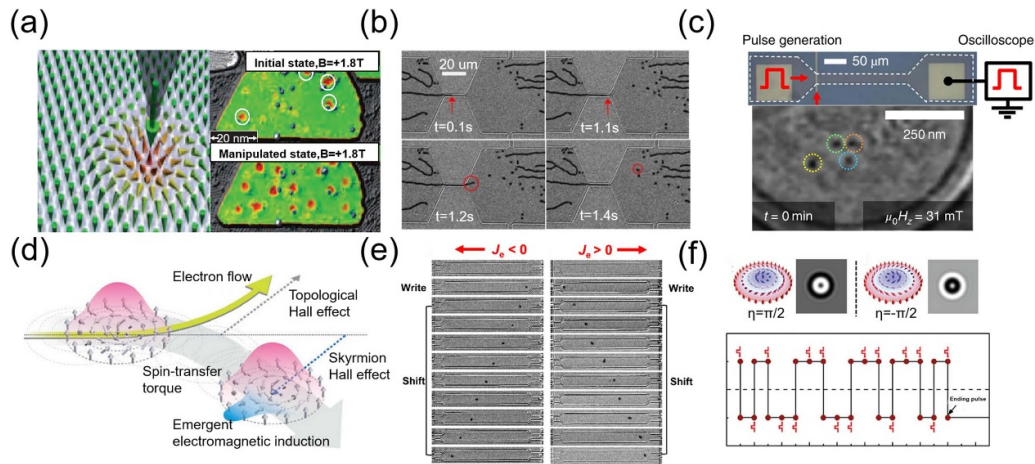 (a)
Initial state,B=+1.8T
20 nm
Manipulated state,B=+1.8T
(b)
20 um
t=0.1s
t=1.1s
t=1.2s
t=1.4s
(c)
Pulse generation
Oscilloscope
50 μm
250 nm
t = 0 min
μ₀Hz = 31 mT
(d)
Electron flow
Topological
Hall effect
Skyrmion
Hall effect
Spin-transfer
torque
Emergent
electromagnetic induction
(e)
Je < 0
Je > 0
Write
Write
Shift
Shift
(f)
η=π/2
η=-π/2
Ending pulse